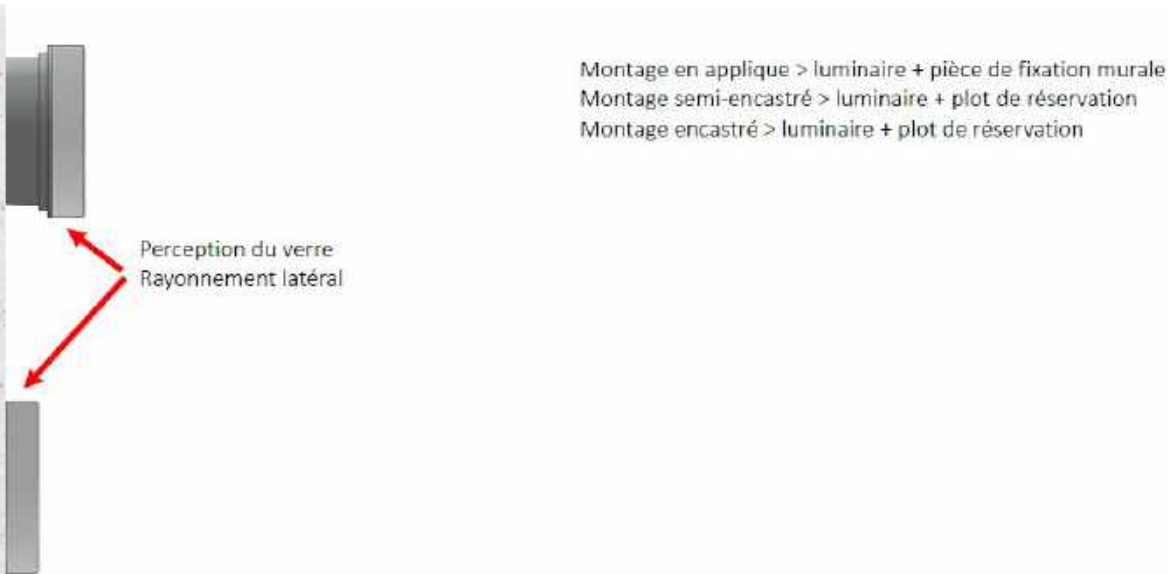 Montage en applique > luminaire + pièce de fixation murale
Montage semi-encastré > luminaire + plot de réservation
Montage encastré > luminaire + plot de réservation
Perception du verre
Rayonnement latéral